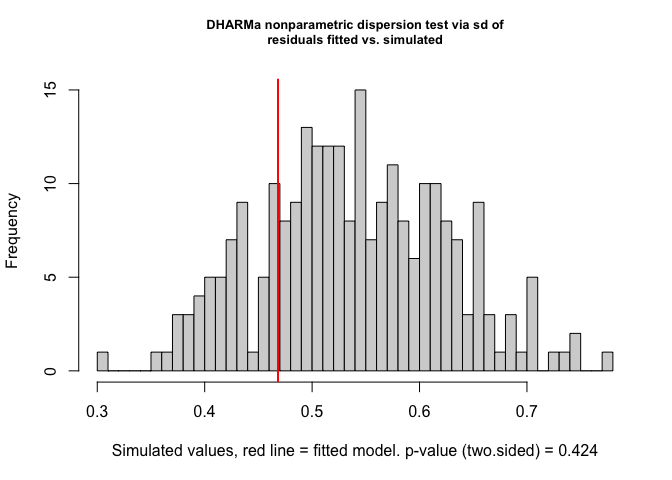 DHARMa nonparametric dispersion test via sd of
residuals fitted vs. simulated
Frequency
15
10
5
0
0.3 0.4 0.5 0.6 0.7
Simulated values, red line = fitted model. p-value (two.sided) = 0.424